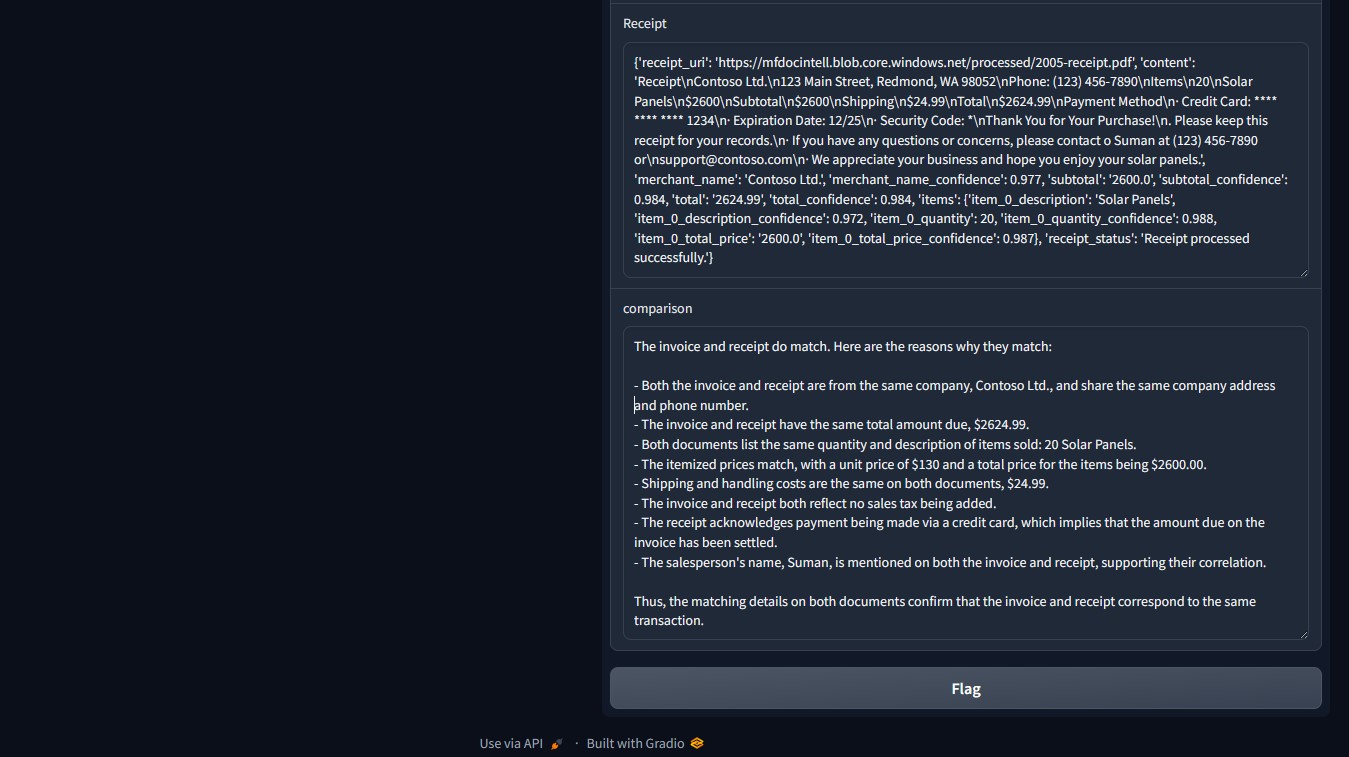 Receipt
{'receipt_uri': 'https://mfdocintell.blob.core.windows.net/processed/2005-receipt.pdf', 'content':
'Receipt\nContoso Ltd.\n123 Main Street, Redmond, WA 98052\nPhone: (123) 456-7890\nItems\n20\nSolar
Panels\n$2600\nSubtotal\n$2600\nShipping\n$24.99\nTotal\n$2624.99\nPayment Method\n· Credit Card: ****
**** **** 1234\n· Expiration Date: 12/25\n· Security Code: *\nThank You for Your Purchase!\n. Please keep this
receipt for your records.\n· If you have any questions or concerns, please contact o Suman at (123) 456-7890
or\nsupport@contoso.com\n· We appreciate your business and hope you enjoy your solar panels.',
'merchant_name': 'Contoso Ltd.', 'merchant_name_confidence': 0.977, 'subtotal': '2600.0', 'subtotal_confidence':
0.984, 'total': '2624.99', 'total_confidence': 0.984, 'items': {'item_0_description': 'Solar Panels',
'item_0_description_confidence': 0.972, 'item_0_quantity': 20, 'item_0_quantity_confidence': 0.988,
'item_0_total_price': '2600.0', 'item_0_total_price_confidence': 0.987}, 'receipt_status': 'Receipt processed
successfully.'}
comparison
The invoice and receipt do match. Here are the reasons why they match:
- Both the invoice and receipt are from the same company, Contoso Ltd., and share the same company address
and phone number.
- The invoice and receipt have the same total amount due, $2624.99.
- Both documents list the same quantity and description of items sold: 20 Solar Panels.
- The itemized prices match, with a unit price of $130 and a total price for the items being $2600.00.
- Shipping and handling costs are the same on both documents, $24.99.
- The invoice and receipt both reflect no sales tax being added.
- The receipt acknowledges payment being made via a credit card, which implies that the amount due on the
invoice has been settled.
- The salesperson's name, Suman, is mentioned on both the invoice and receipt, supporting their correlation.
Thus, the matching details on both documents confirm that the invoice and receipt correspond to the same
transaction.
Flag
Use via API · Built with Gradio